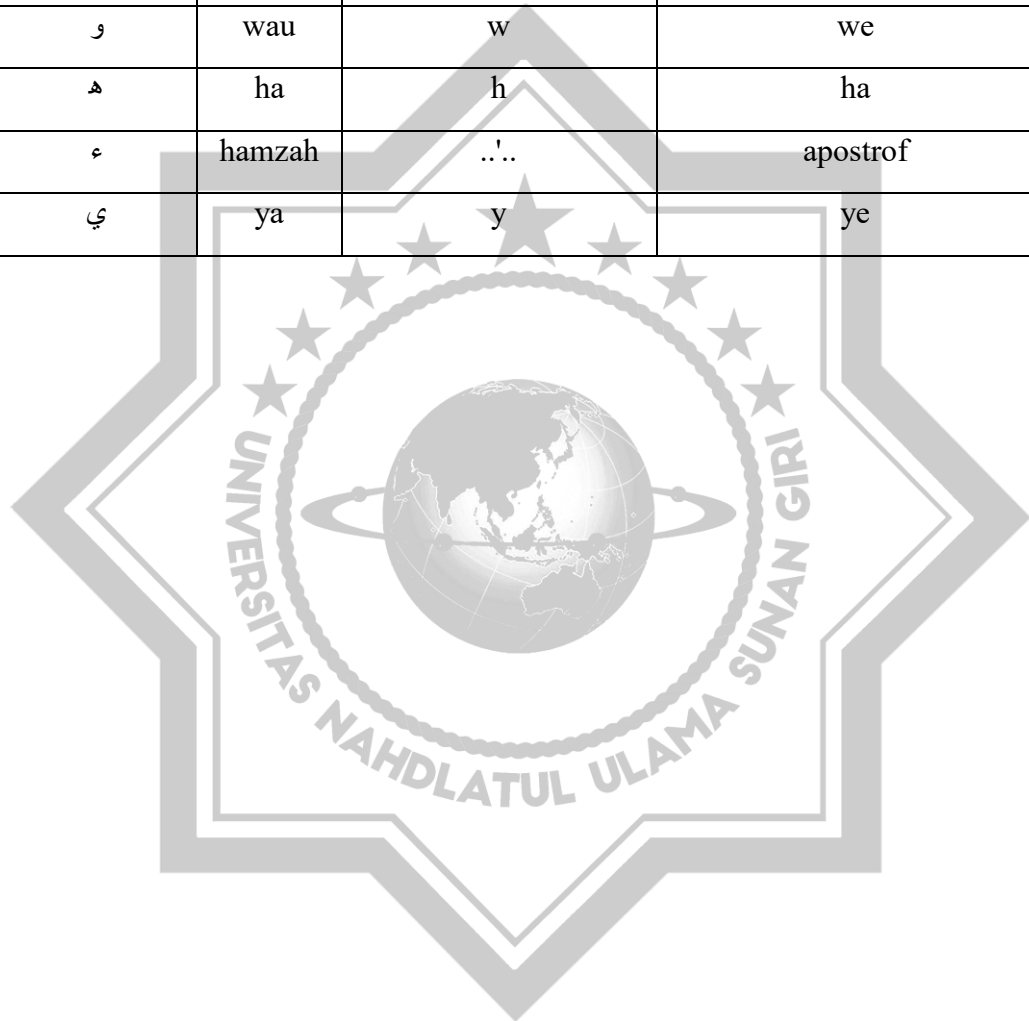 و wau w we
ه ha h ha
ء hamzah ..'.. apostrof
ي ya y ye
UNIVERSITAS NAHDLATUL ULAMA SUNAN GIRI